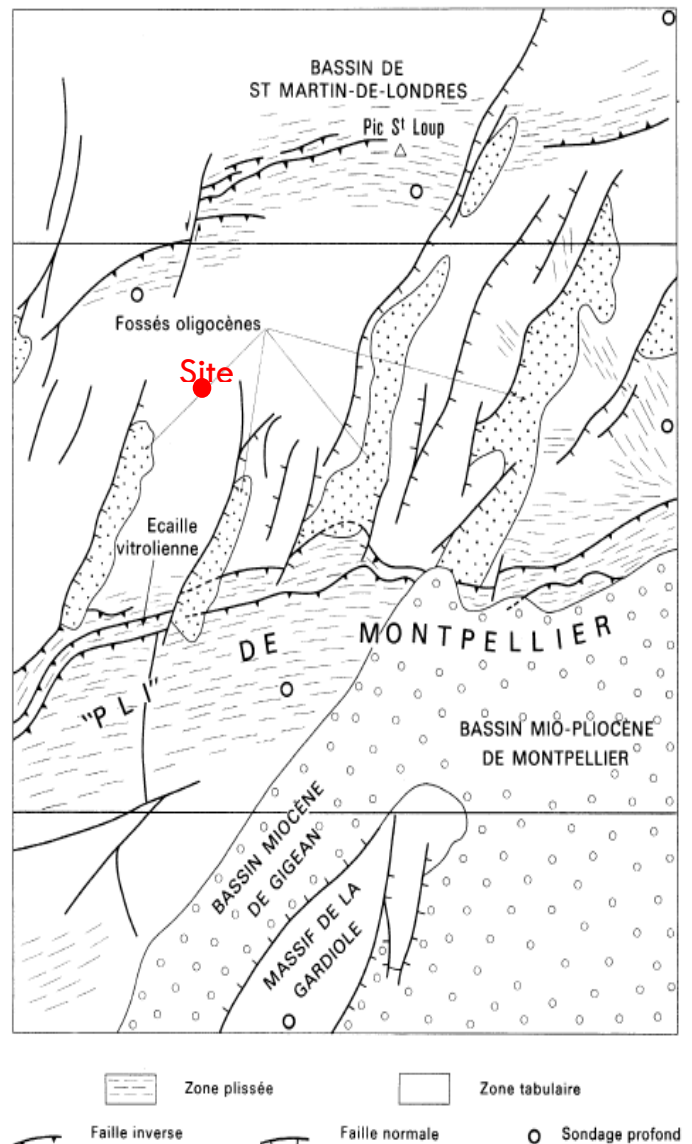 BASSIN DE
ST MARTIN-DE-LONDRES
Pic St Loup
Fossés oligocènes
Site
Ecaille
vitrolienne
"PLI" DE MONTPELLIER
BASSIN MIO-PLIOCÈNE
DE MONTPELLIER
BASSIN MIOCÈNE
DE GIGEAN
MASSIF DE LA
GARDIOLE
Zone plissée
Zone tabulaire
Faille inverse
Faille normale
Sondage profond